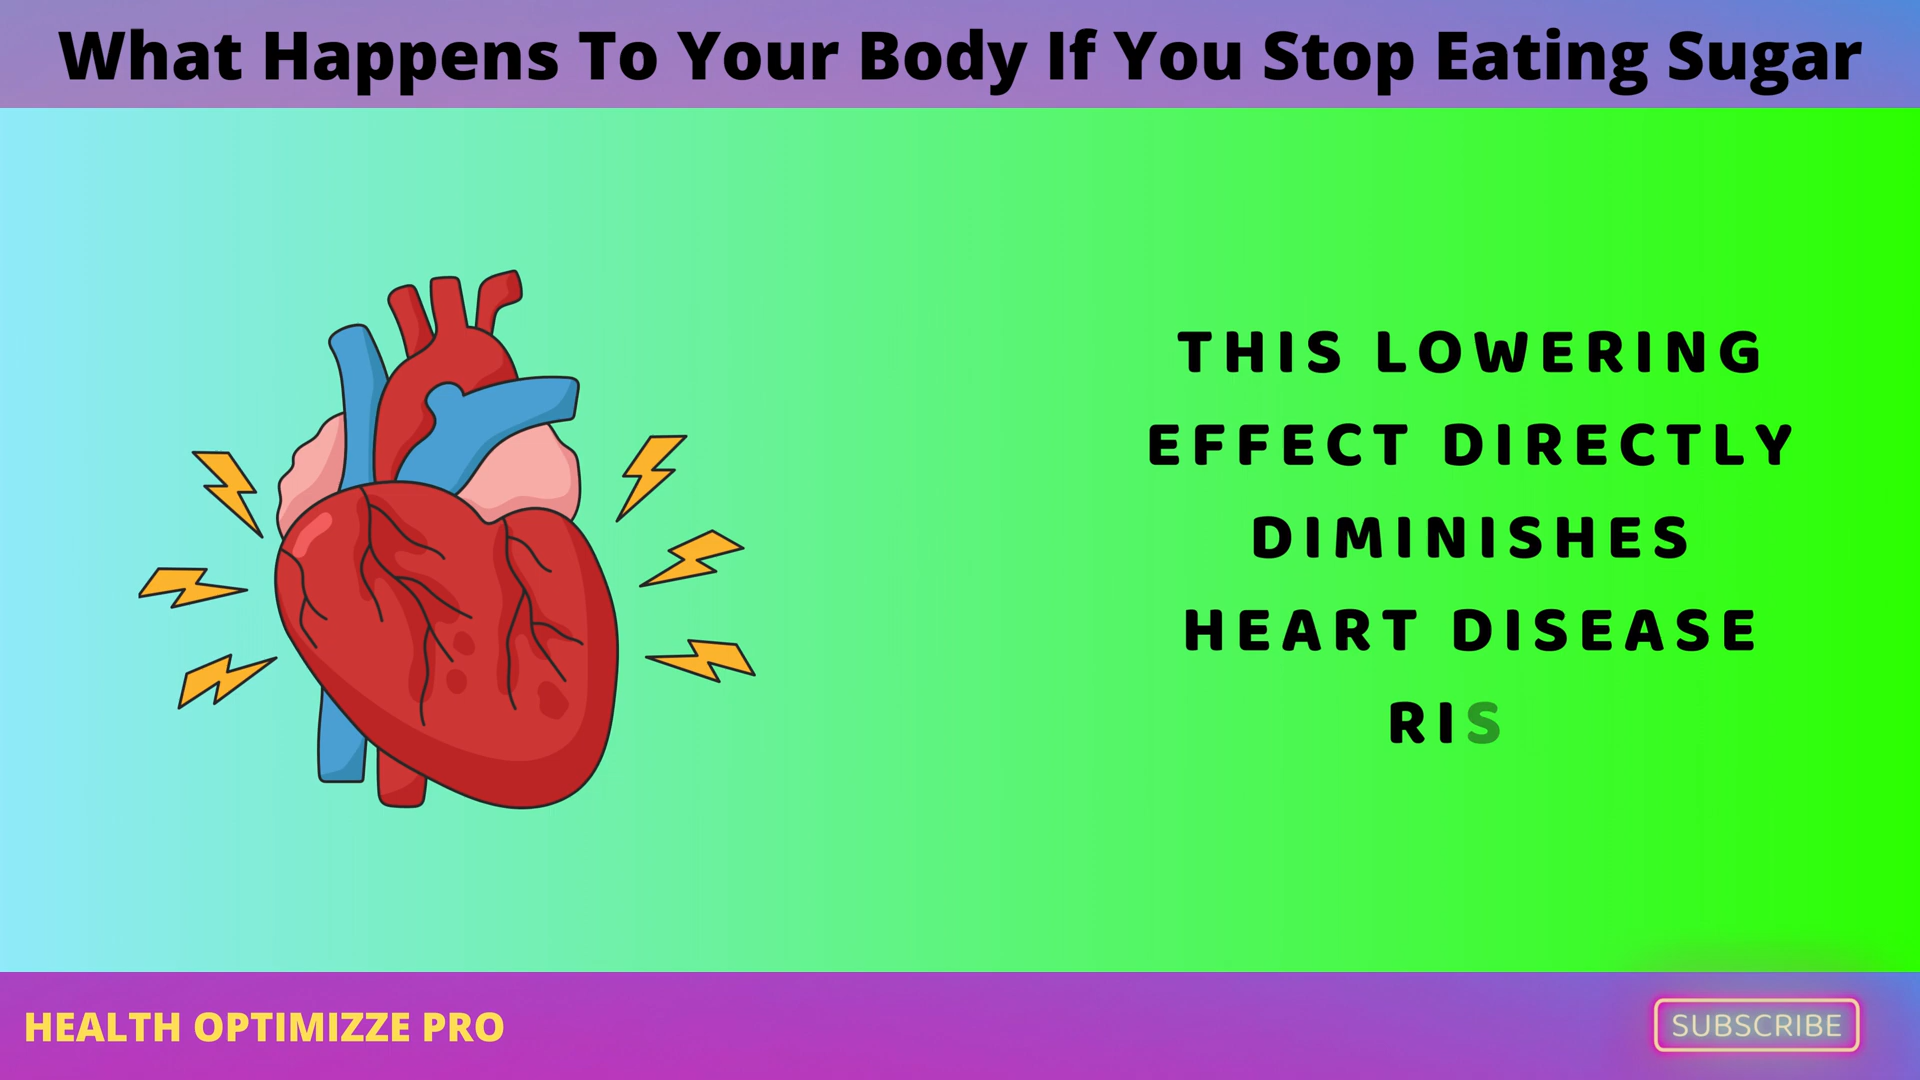 What Happens To Your Body If You Stop Eating Sugar
THIS LOWERING
EFFECT DIRECTLY
DIMINISHES
HEART DISEASE
RIS
HEALTH OPTIMIZZE PRO
SUBSCRIBE